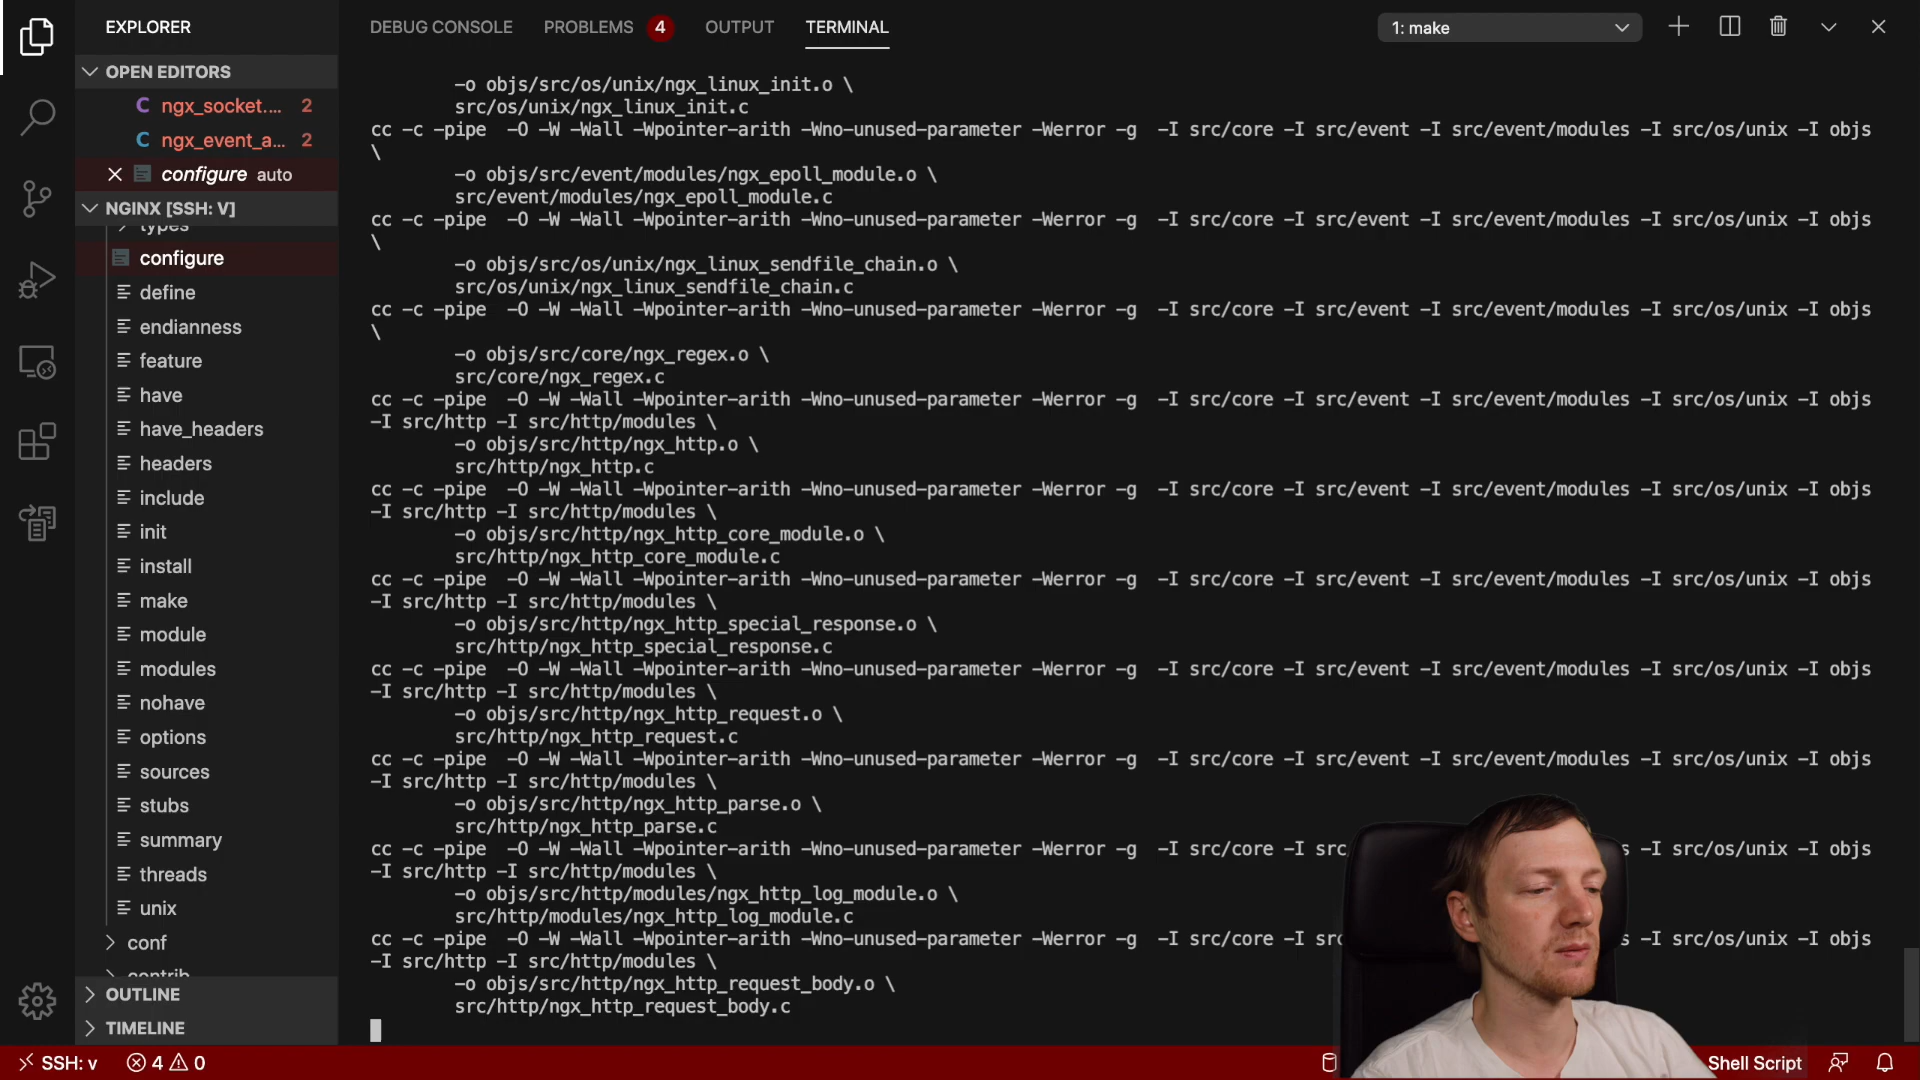 EXPLORER
OPEN EDITORS
ngx_socket.... 2
ngx_event_a... 2
configure auto
NGINX [SSH: V]
types
configure
define
endianness
feature
have
have_headers
headers
include
init
install
make
module
modules
nohave
options
sources
stubs
summary
threads
unix
conf
contrib
OUTLINE
TIMELINE
DEBUG CONSOLE PROBLEMS 4 OUTPUT TERMINAL 1: make
-o objs/src/os/unix/ngx_linux_init.o \
src/os/unix/ngx_linux_init.c
cc -c -pipe -O -W -Wall -Wpointer-arith -Wno-unused-parameter -Werror -g -I src/core -I src/event -I src/event/modules -I src/os/unix -I objs
\
-o objs/src/event/modules/ngx_epoll_module.o \
src/event/modules/ngx_epoll_module.c
cc -c -pipe -O -W -Wall -Wpointer-arith -Wno-unused-parameter -Werror -g -I src/core -I src/event -I src/event/modules -I src/os/unix -I objs
\
-o objs/src/os/unix/ngx_linux_sendfile_chain.o \
src/os/unix/ngx_linux_sendfile_chain.c
cc -c -pipe -O -W -Wall -Wpointer-arith -Wno-unused-parameter -Werror -g -I src/core -I src/event -I src/event/modules -I src/os/unix -I objs
\
-o objs/src/core/ngx_regex.o \
src/core/ngx_regex.c
cc -c -pipe -O -W -Wall -Wpointer-arith -Wno-unused-parameter -Werror -g -I src/core -I src/event -I src/event/modules -I src/os/unix -I objs
-I src/http -I src/http/modules \
-o objs/src/http/ngx_http.o \
src/http/ngx_http.c
cc -c -pipe -O -W -Wall -Wpointer-arith -Wno-unused-parameter -Werror -g -I src/core -I src/event -I src/event/modules -I src/os/unix -I objs
-I src/http -I src/http/modules \
-o objs/src/http/ngx_http_core_module.o \
src/http/ngx_http_core_module.c
cc -c -pipe -O -W -Wall -Wpointer-arith -Wno-unused-parameter -Werror -g -I src/core -I src/event -I src/event/modules -I src/os/unix -I objs
-I src/http -I src/http/modules \
-o objs/src/http/ngx_http_special_response.o \
src/http/ngx_http_special_response.c
cc -c -pipe -O -W -Wall -Wpointer-arith -Wno-unused-parameter -Werror -g -I src/core -I src/event -I src/event/modules -I src/os/unix -I objs
-I src/http -I src/http/modules \
-o objs/src/http/ngx_http_request.o \
src/http/ngx_http_request.c
cc -c -pipe -O -W -Wall -Wpointer-arith -Wno-unused-parameter -Werror -g -I src/core -I src/event -I src/event/modules -I src/os/unix -I objs
-I src/http -I src/http/modules \
-o objs/src/http/ngx_http_parse.o \
src/http/ngx_http_parse.c
cc -c -pipe -O -W -Wall -Wpointer-arith -Wno-unused-parameter -Werror -g -I src/core -I src s -I src/os/unix -I objs
-I src/http -I src/http/modules \
-o objs/src/http/modules/ngx_http_log_module.o \
src/http/modules/ngx_http_log_module.c
cc -c -pipe -O -W -Wall -Wpointer-arith -Wno-unused-parameter -Werror -g -I src/core -I src s -I src/os/unix -I objs
-I src/http -I src/http/modules \
-o objs/src/http/ngx_http_request_body.o \
src/http/ngx_http_request_body.c
SSH: v 4 0 Shell Script